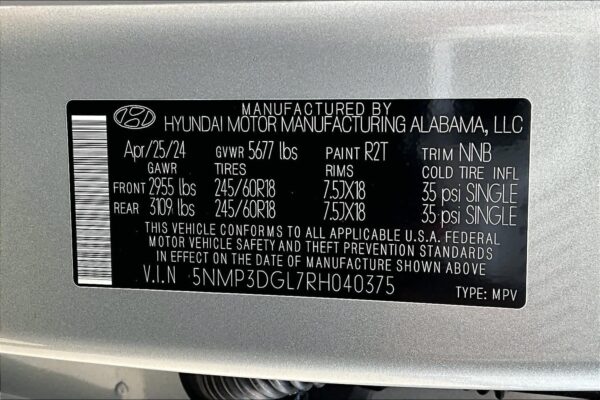 MANUFACTURED BY
HYUNDAI MOTOR MANUFACTURING ALABAMA, LLC
Apr/25/24 GVWR 5677 lbs PAINT R2T TRIM NNB
GAWR TIRES RIMS COLD TIRE INFL
FRONT 2955 lbs 245/60R18 7.5JX18 35 psi SINGLE
REAR 3109 lbs 245/60R18 7.5JX18 35 psi SINGLE
THIS VEHICLE CONFORMS TO ALL APPLICABLE U.S.A. FEDERAL
MOTOR VEHICLE SAFETY AND THEFT PREVENTION STANDARDS
IN EFFECT ON THE DATE OF MANUFACTURE SHOWN ABOVE.
V.I.N 5NMP3DGL7RH040375
TYPE: MPV